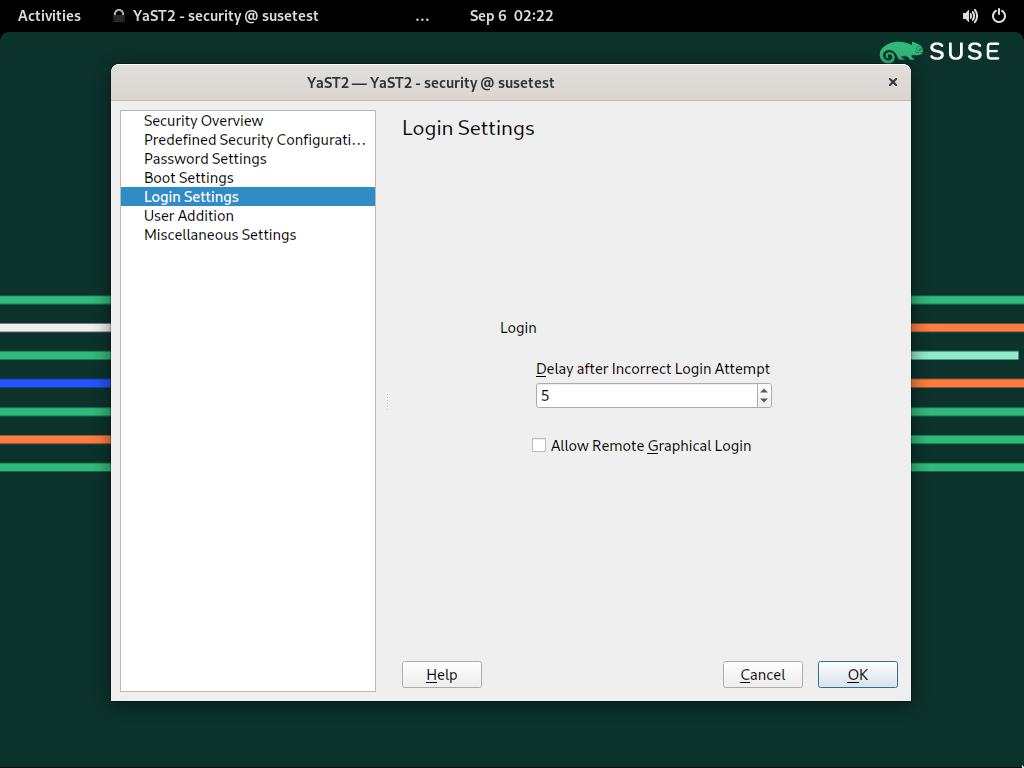 Activities YaST2 - security @ susetest ... Sep 6 02:22
SUSE
YaST2 — YaST2 - security @ susetest ×
Security Overview
Predefined Security Configurati...
Password Settings
Boot Settings
Login Settings
User Addition
Miscellaneous Settings
Login Settings
Login
Delay after Incorrect Login Attempt
5
Allow Remote Graphical Login
Help Cancel OK